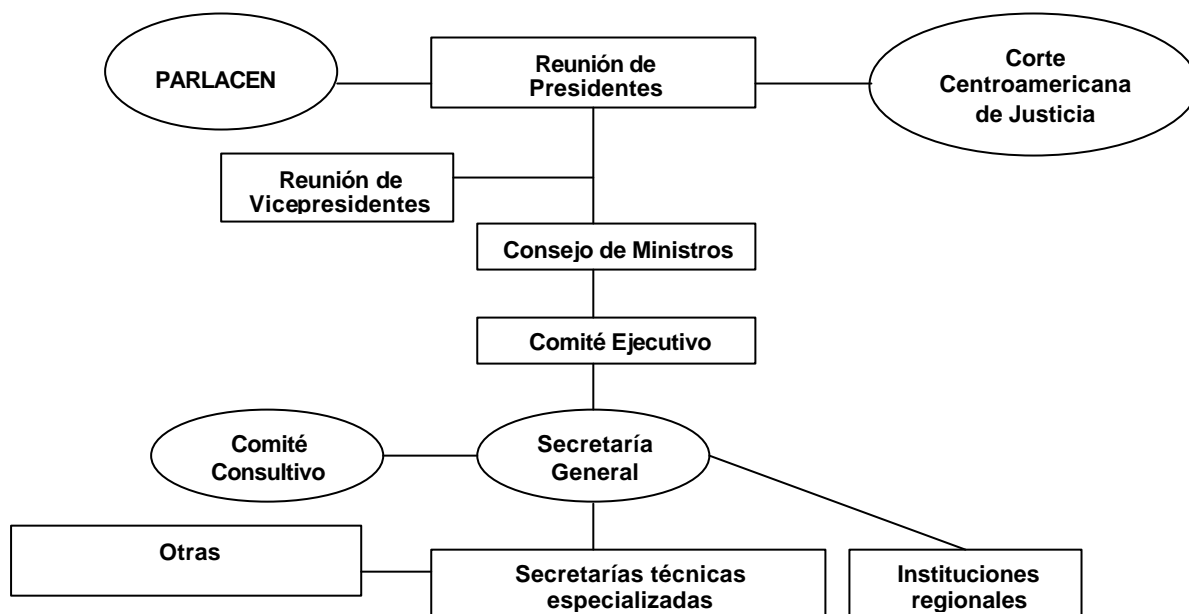 PARLACEN
Reunión de
Presidentes
Corte
Centroamericana
de Justicia
Reunión de
Vicepresidentes
Consejo de Ministros
Comité Ejecutivo
Comité
Consultivo
Secretaría
General
Otras
Secretarías técnicas
especializadas
Instituciones
regionales